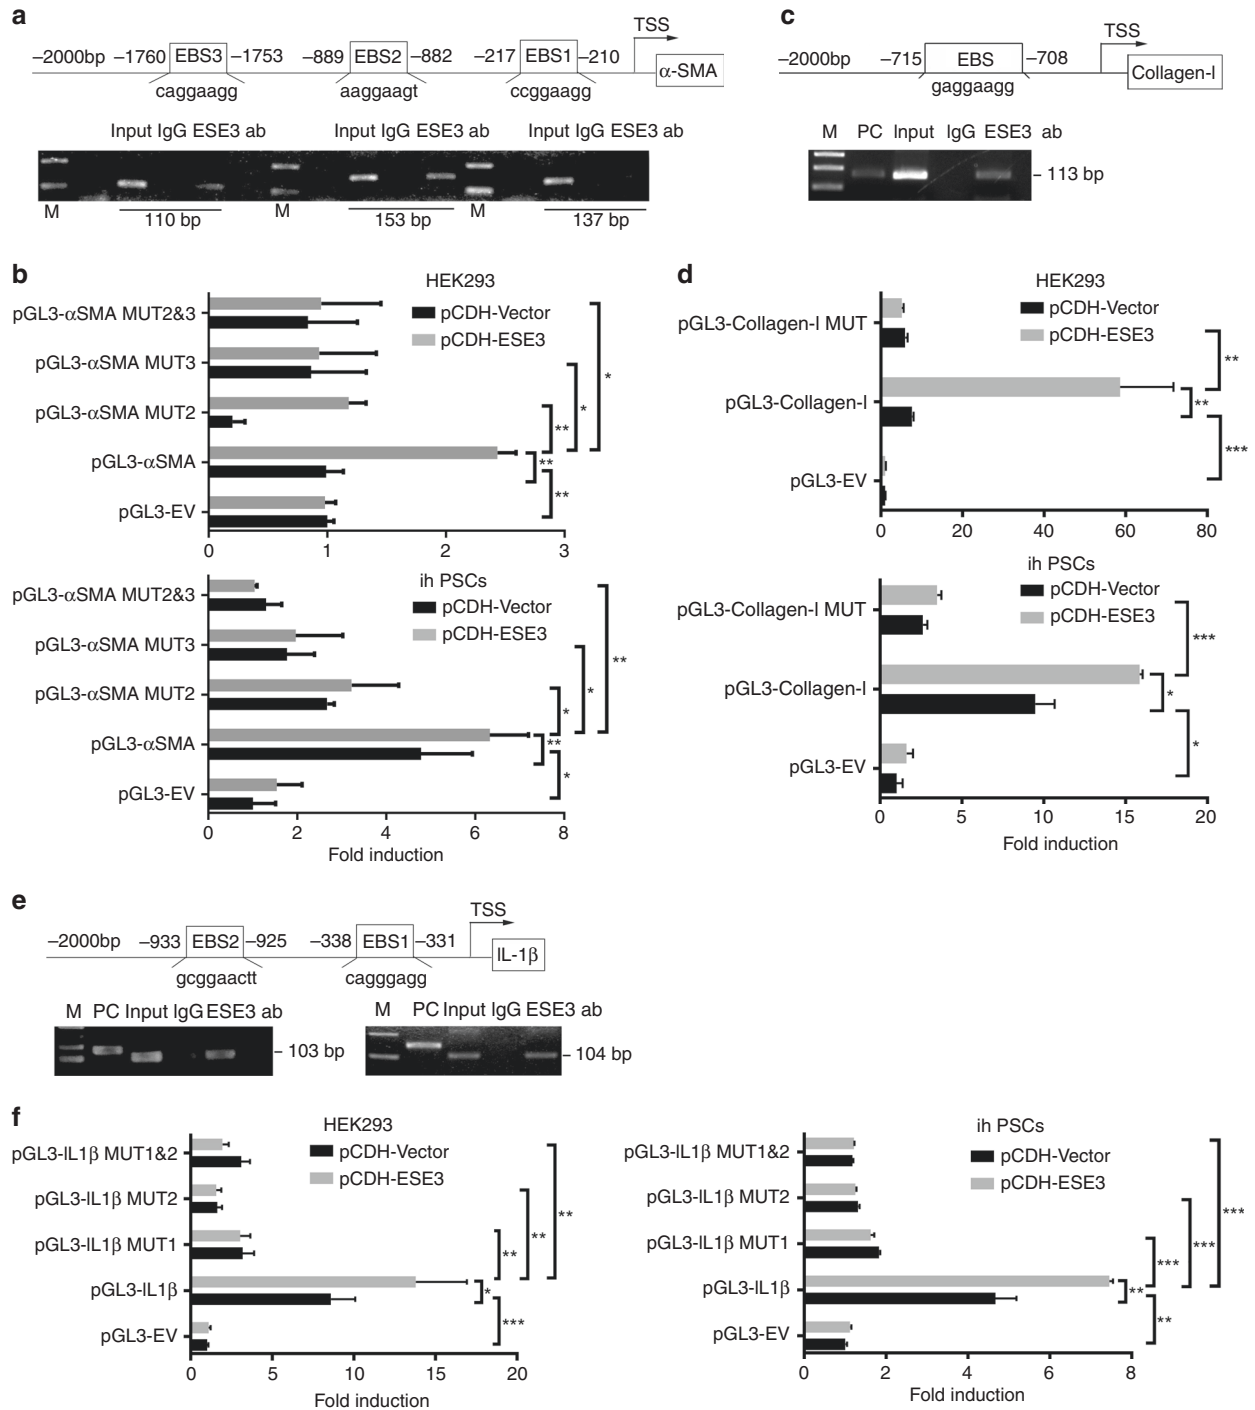 a
TSS
–2000bp –1760 EBS3 –1753 –889 EBS2 –882 –217 EBS1 –210 α-SMA
caggaagg aaggaagt ccggaagg
Input IgG ESE3 ab Input IgG ESE3 ab Input IgG ESE3 ab
M 110 bp M 153 bp M 137 bp
c
TSS
–2000bp –715 EBS –708 Collagen-I
gaggaagg
M PC Input IgG ESE3 ab
– 113 bp
b
HEK293
pCDH-Vector
pCDH-ESE3
pGL3-αSMA MUT2&3
pGL3-αSMA MUT3
pGL3-αSMA MUT2
pGL3-αSMA
pGL3-EV
*
*
**
**
**
0 1 2 3
ih PSCs
pCDH-Vector
pCDH-ESE3
pGL3-αSMA MUT2&3
pGL3-αSMA MUT3
pGL3-αSMA MUT2
pGL3-αSMA
pGL3-EV
**
*
*
**
*
0 2 4 6 8
Fold induction
d
HEK293
pCDH-Vector
pCDH-ESE3
pGL3-Collagen-I MUT
pGL3-Collagen-I
pGL3-EV
**
**
***
0 20 40 60 80
ih PSCs
pCDH-Vector
pCDH-ESE3
pGL3-Collagen-I MUT
pGL3-Collagen-I
pGL3-EV
***
*
*
0 5 10 15 20
Fold induction
e
TSS
–2000bp –933 EBS2 –925 –338 EBS1 –331 IL-1β
gcggaactt cagggagg
M PC Input IgG ESE3 ab
– 103 bp
M PC Input IgG ESE3 ab
– 104 bp
f
HEK293
pCDH-Vector
pCDH-ESE3
pGL3-IL1β MUT1&2
pGL3-IL1β MUT2
pGL3-IL1β MUT1
pGL3-IL1β
pGL3-EV
**
**
**
*
***
0 5 10 15 20
Fold induction
ih PSCs
pCDH-Vector
pCDH-ESE3
pGL3-IL1β MUT1&2
pGL3-IL1β MUT2
pGL3-IL1β MUT1
pGL3-IL1β
pGL3-EV
***
***
***
**
**
0 2 4 6 8
Fold induction